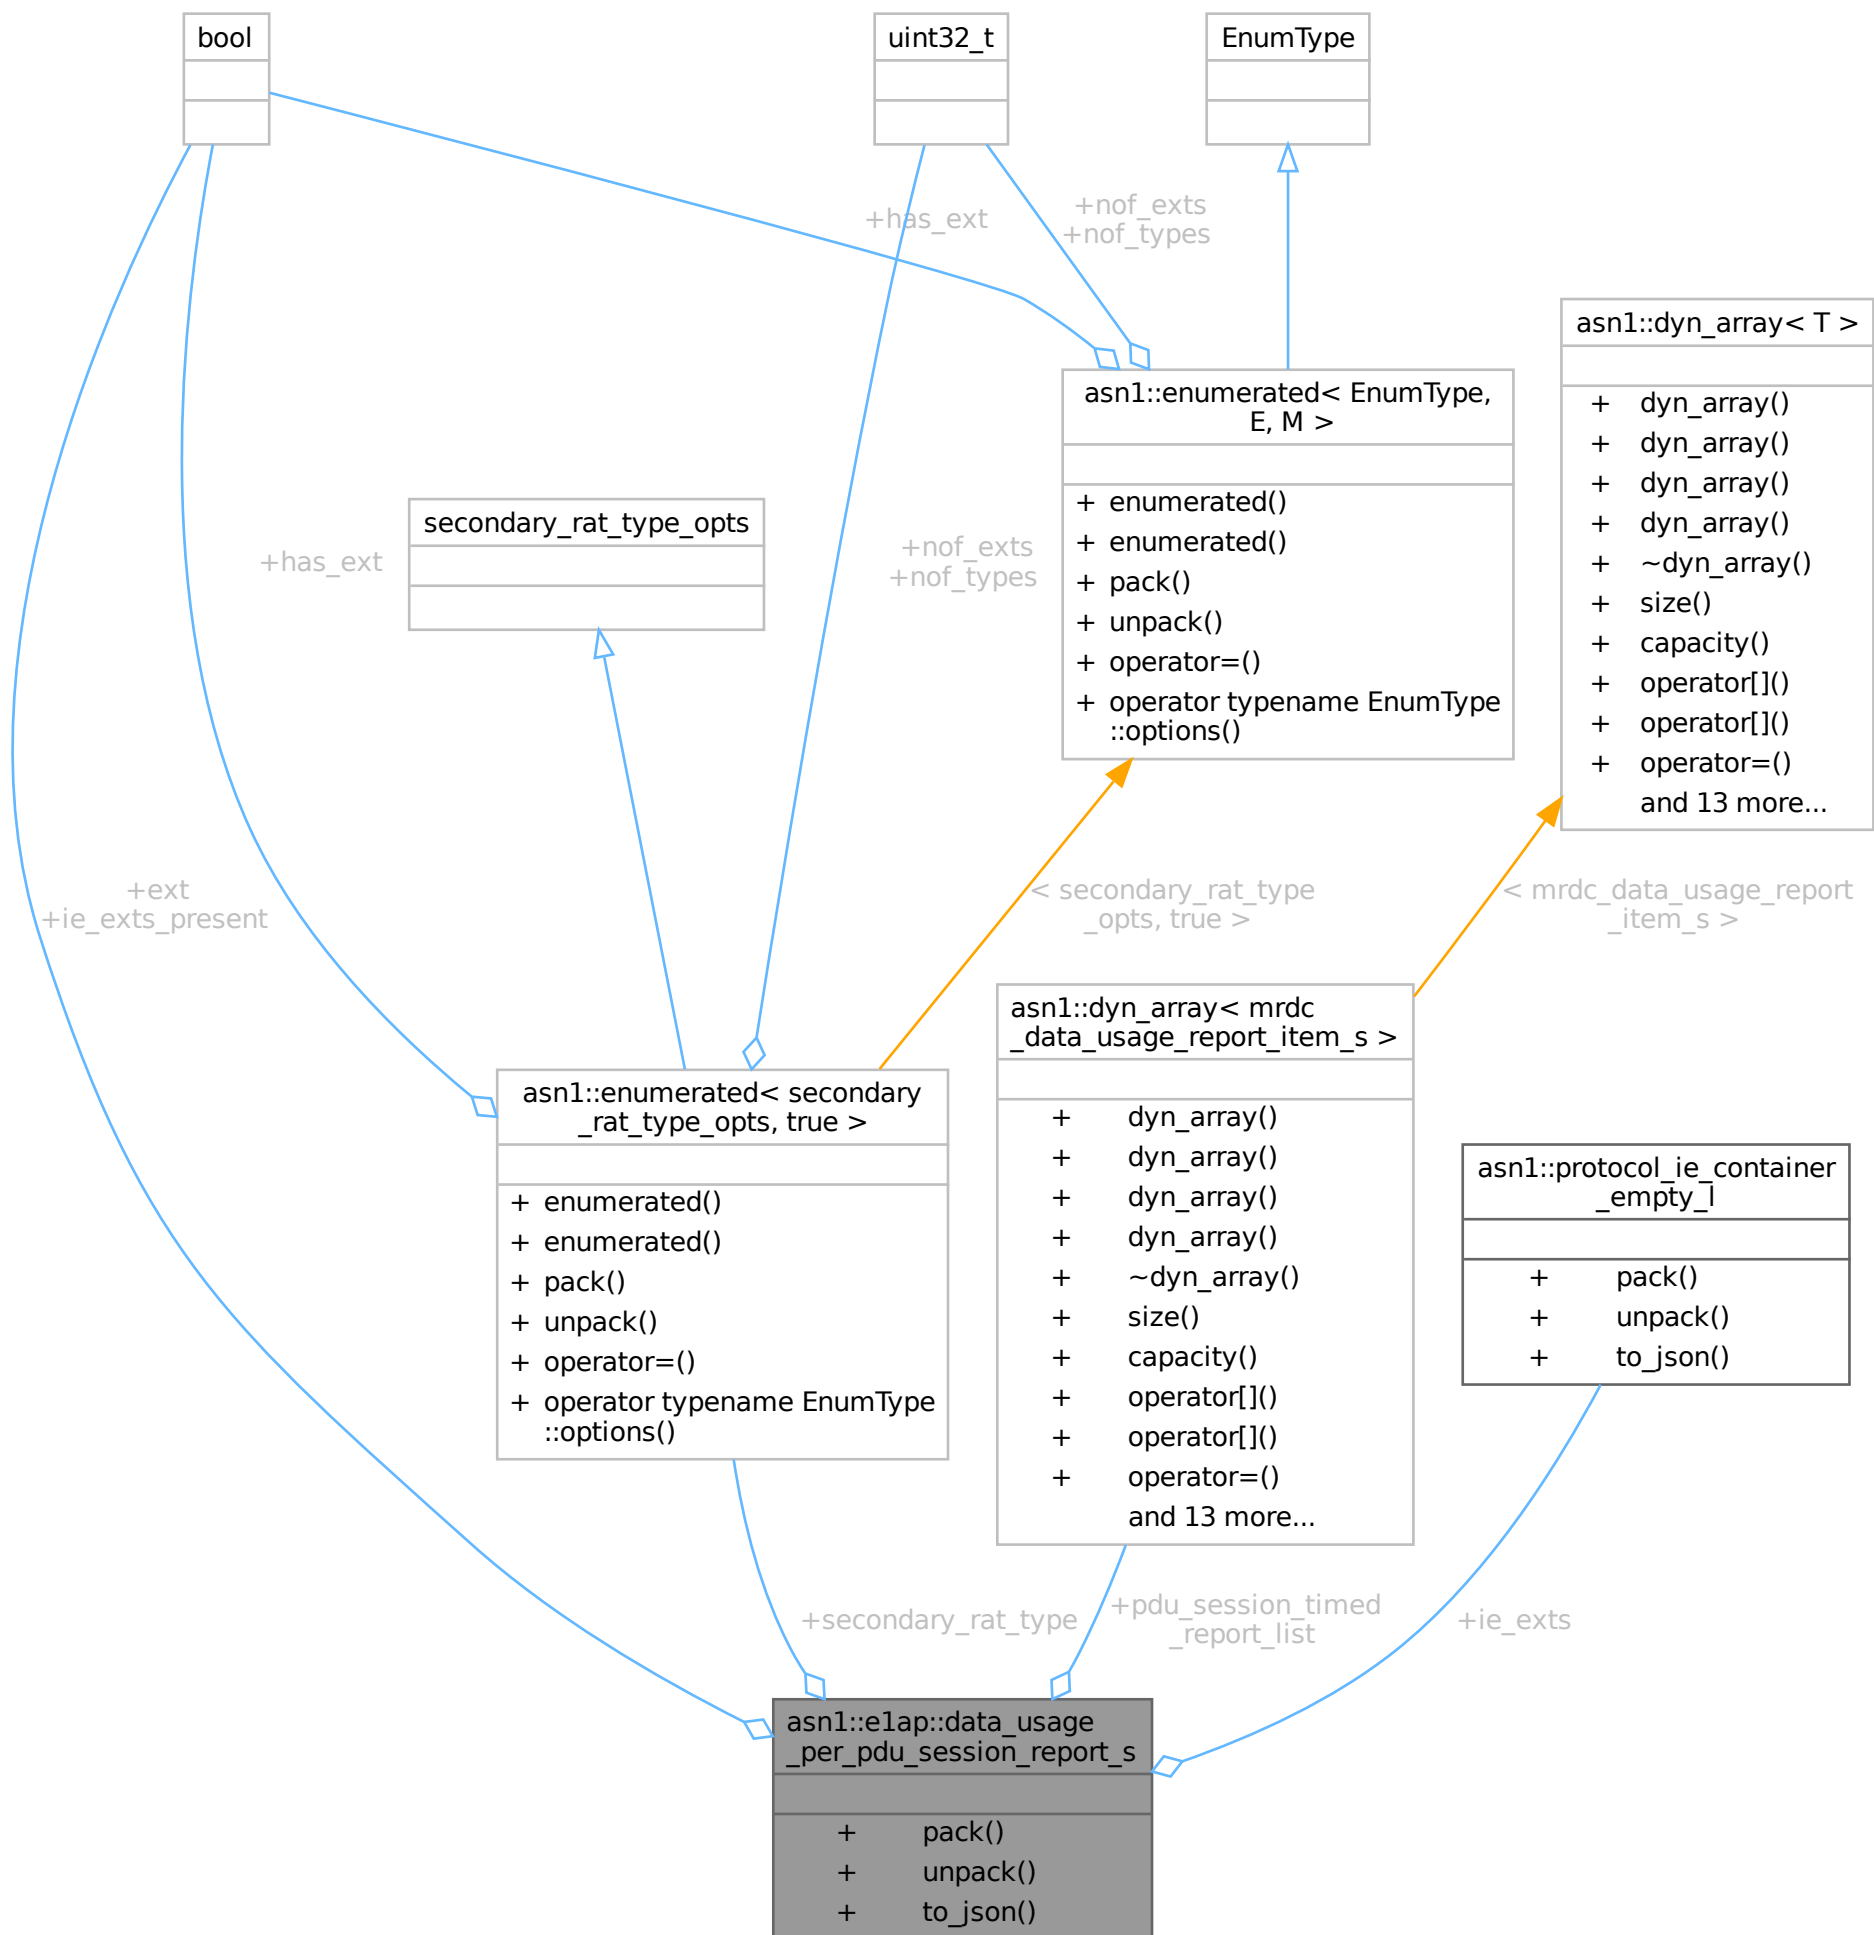 bool
uint32_t
EnumType
+has_ext
+nof_exts
+nof_types
asn1::dyn_array< T >
+ dyn_array()
+ dyn_array()
+ dyn_array()
+ dyn_array()
+ ~dyn_array()
+ size()
+ capacity()
+ operator[]()
+ operator[]()
+ operator=()
and 13 more...
asn1::enumerated< EnumType,
E, M >
+ enumerated()
+ enumerated()
+ pack()
+ unpack()
+ operator=()
+ operator typename EnumType
::options()
secondary_rat_type_opts
+has_ext
+nof_exts
+nof_types
+ext
+ie_exts_present
< secondary_rat_type
_opts, true >
< mrdc_data_usage_report
_item_s >
asn1::dyn_array< mrdc
_data_usage_report_item_s >
+ dyn_array()
+ dyn_array()
+ dyn_array()
+ dyn_array()
+ ~dyn_array()
+ size()
+ capacity()
+ operator[]()
+ operator[]()
+ operator=()
and 13 more...
asn1::enumerated< secondary
_rat_type_opts, true >
+ enumerated()
+ enumerated()
+ pack()
+ unpack()
+ operator=()
+ operator typename EnumType
::options()
asn1::protocol_ie_container
_empty_l
+ pack()
+ unpack()
+ to_json()
+secondary_rat_type
+pdu_session_timed
_report_list
+ie_exts
asn1::e1ap::data_usage
_per_pdu_session_report_s
+ pack()
+ unpack()
+ to_json()